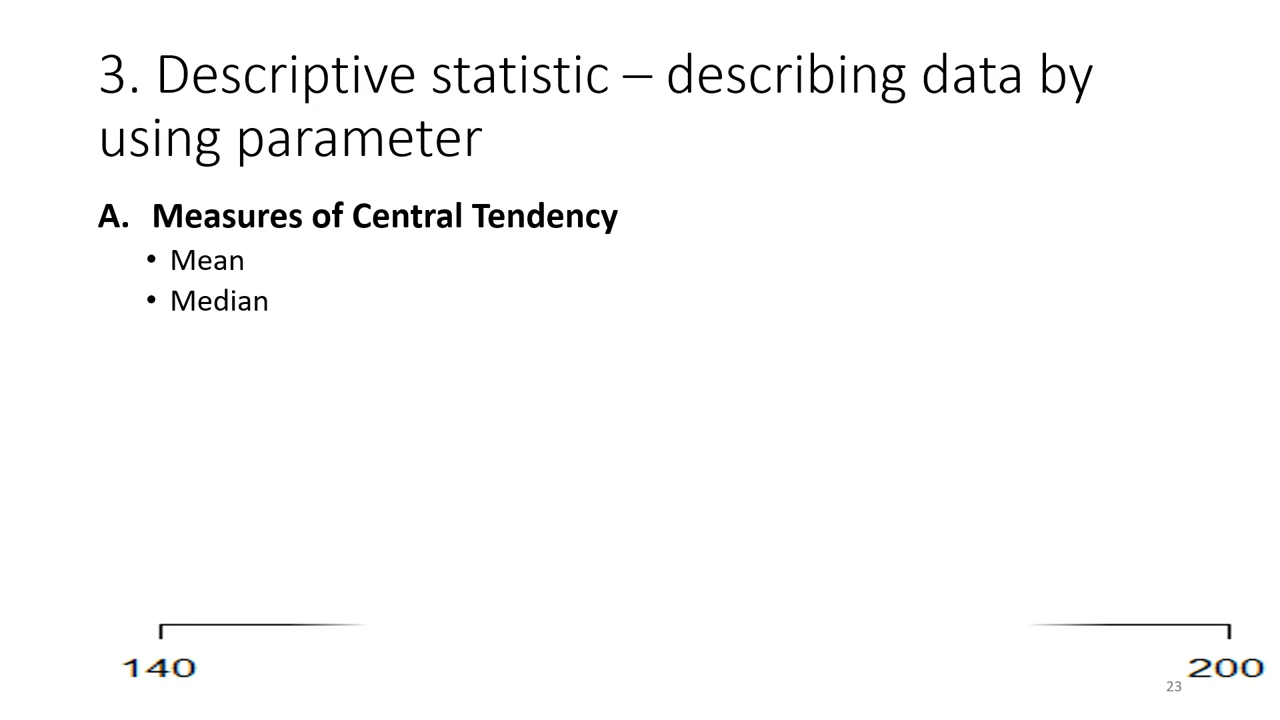 3. Descriptive statistic – describing data by
using parameter
A. Measures of Central Tendency
• Mean
• Median
140
200
23